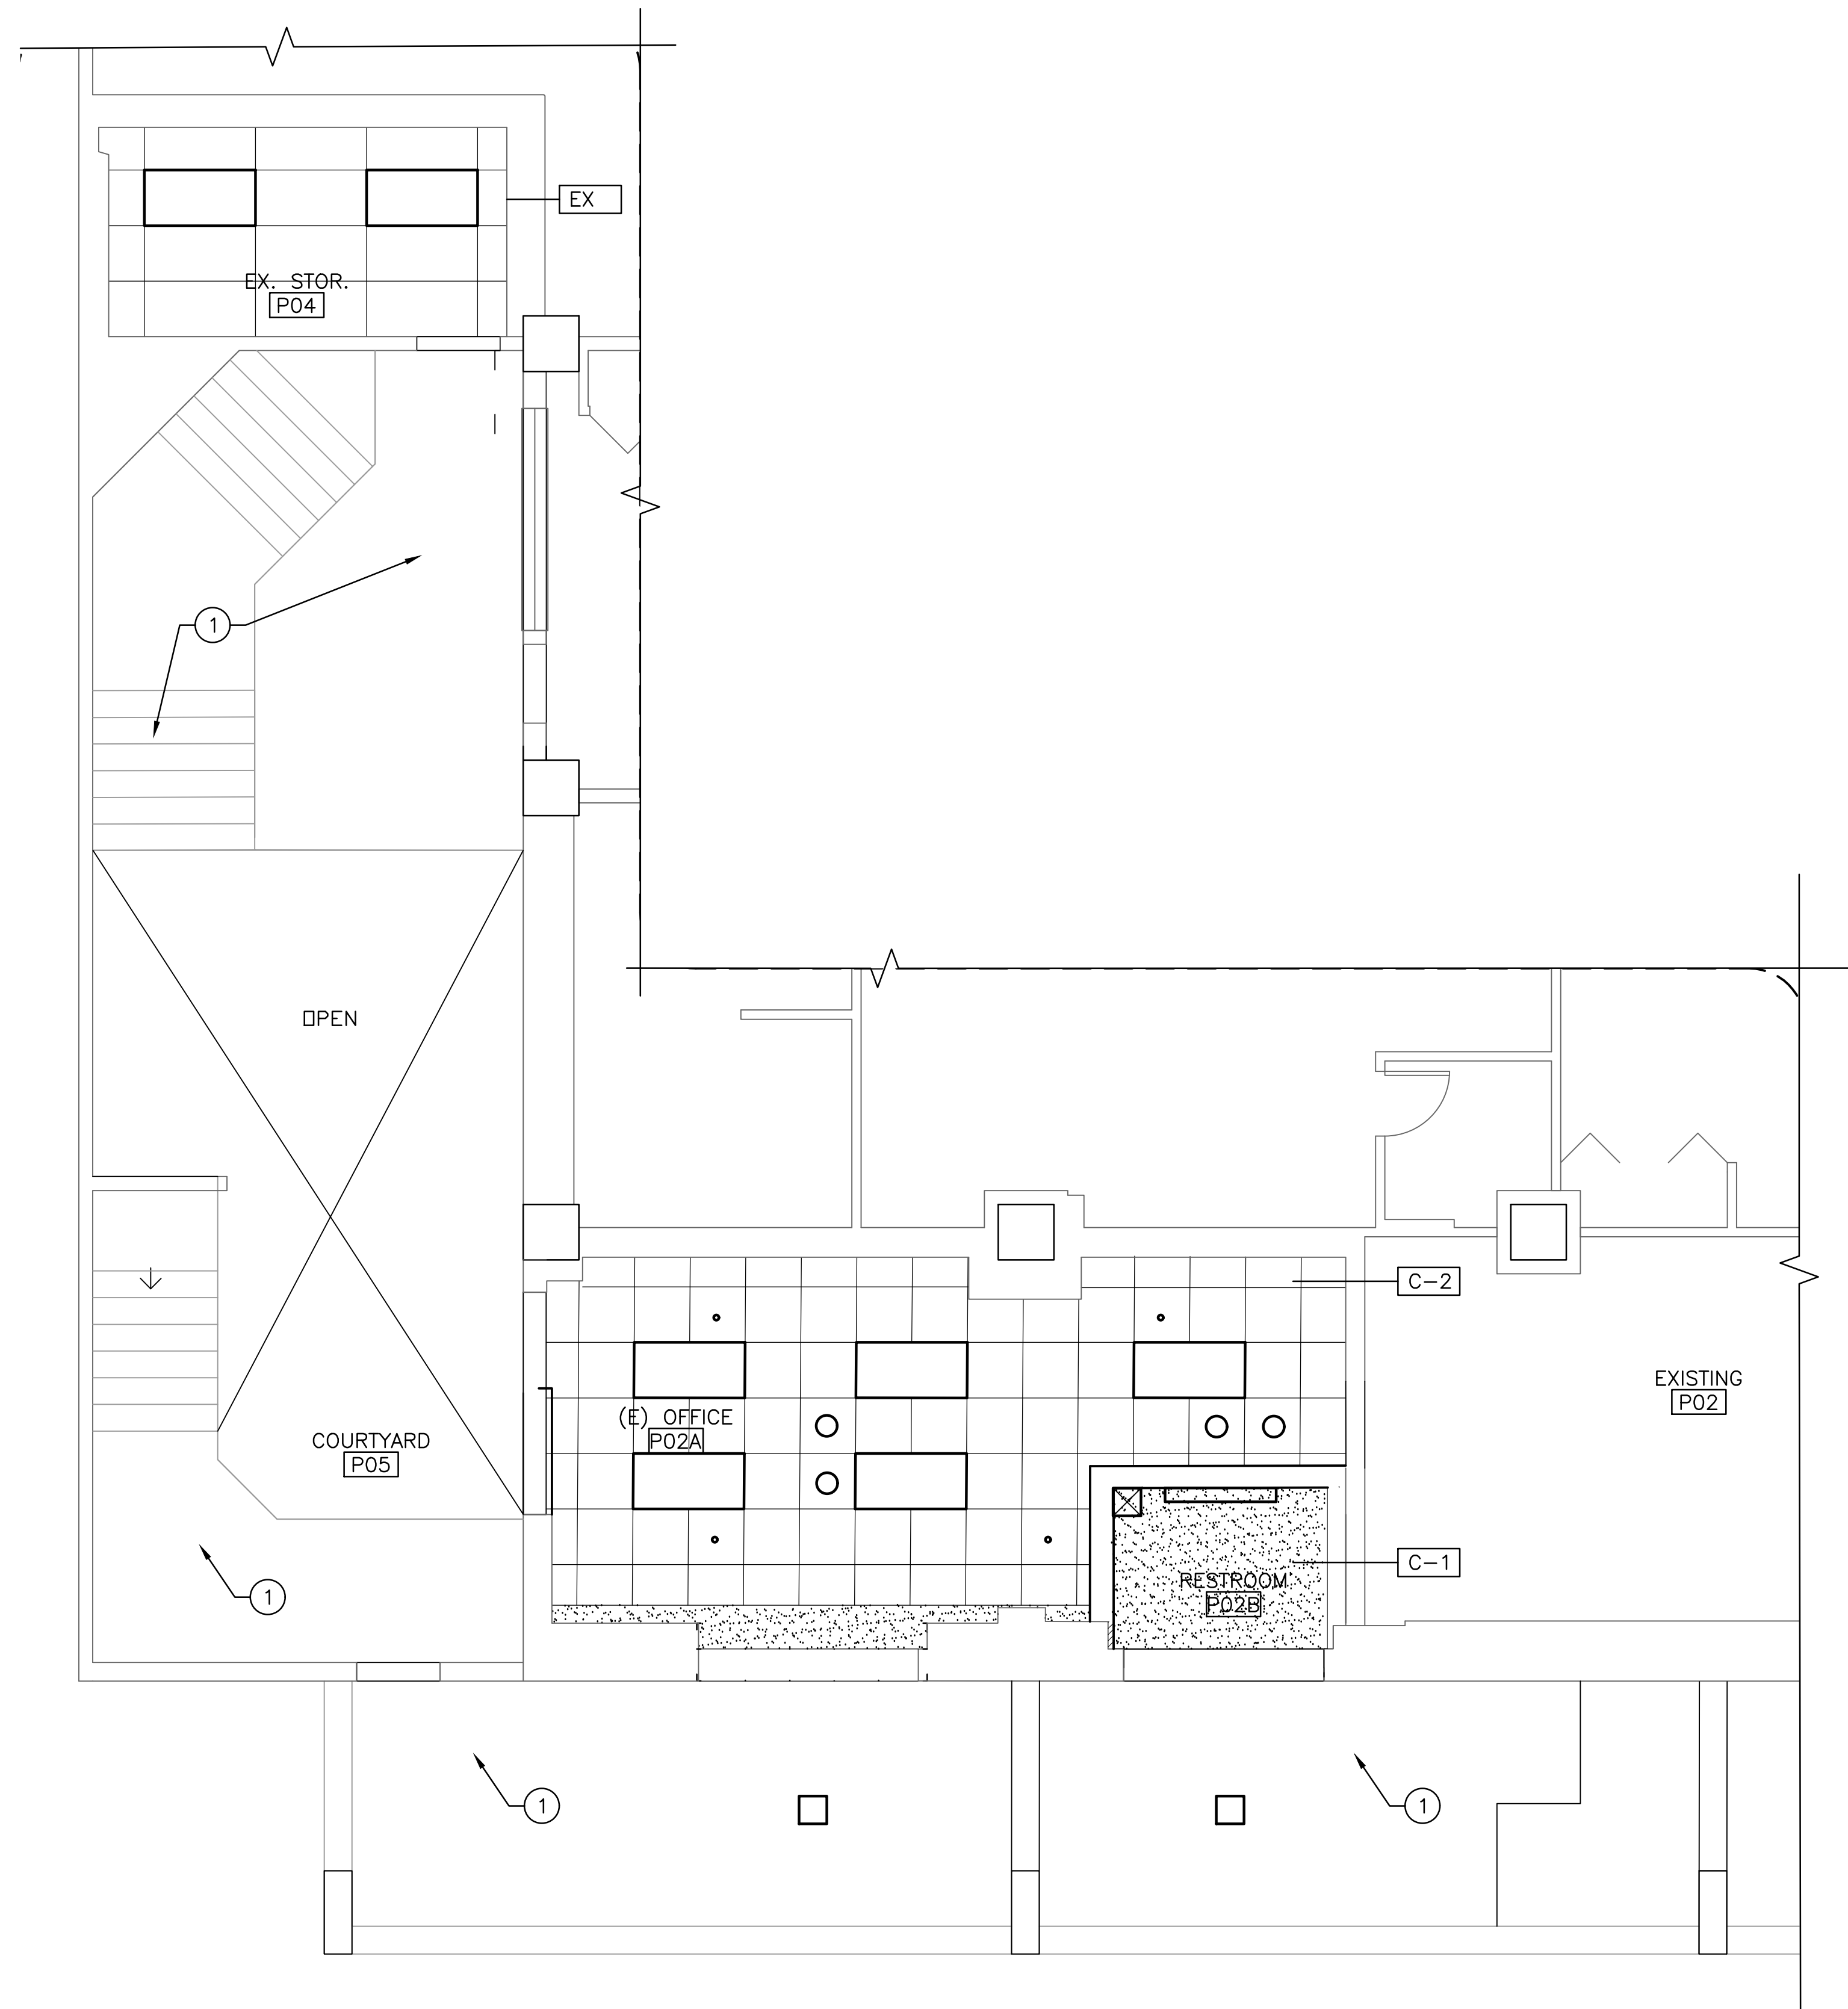 EX
EX. STOR.
P04
1
OPEN
C-2
EXISTING
P02
(E) OFFICE
P02A
COURTYARD
P05
C-1
RESTROOM
P02B
1
1
1